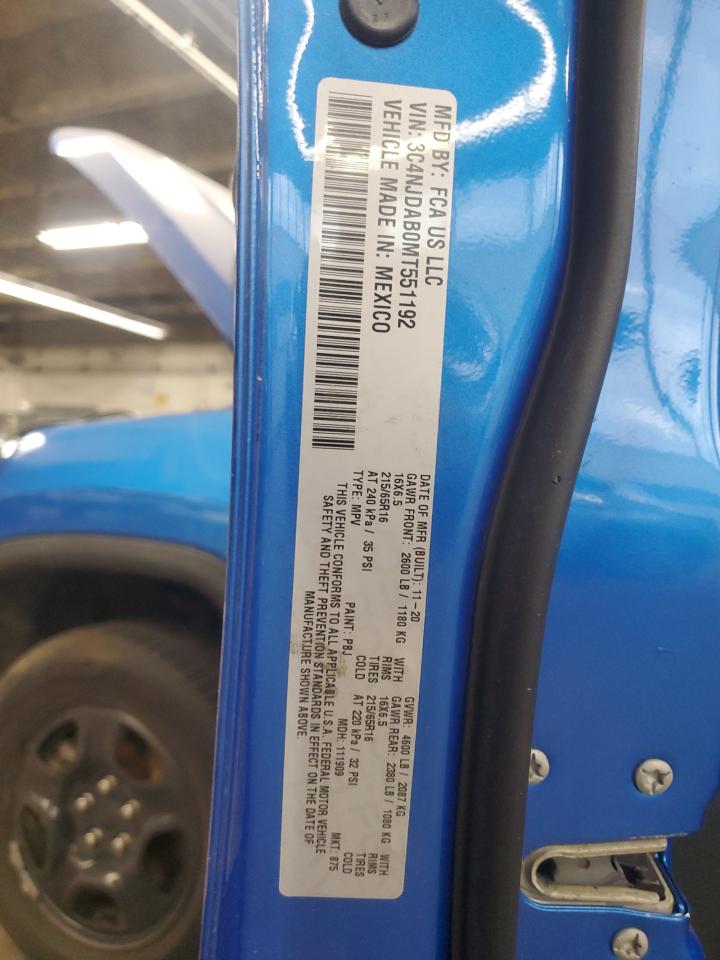 MFD BY: FCA US LLC
VIN: 3C4NJDAB0MT551192
VEHICLE MADE IN: MEXICO
DATE OF MFR (BUILT): 11-20 GVWR: 4600 LB / 2087 KG
GAWR FRONT: 2600 LB / 1180 KG WITH GAWR REAR: 2380 LB / 1080 KG WITH
16X6.5 RIMS 16X6.5 RIMS
215/65R16 TIRES 215/65R16 TIRES
AT 240 kPa / 35 PSI COLD AT 220 kPa / 32 PSI COLD
TYPE: MPV PAINT: PBJ MDH: 111909 MKT: 875
THIS VEHICLE CONFORMS TO ALL APPLICABLE U.S.A. FEDERAL MOTOR VEHICLE
SAFETY AND THEFT PREVENTION STANDARDS IN EFFECT ON THE DATE OF
MANUFACTURE SHOWN ABOVE.